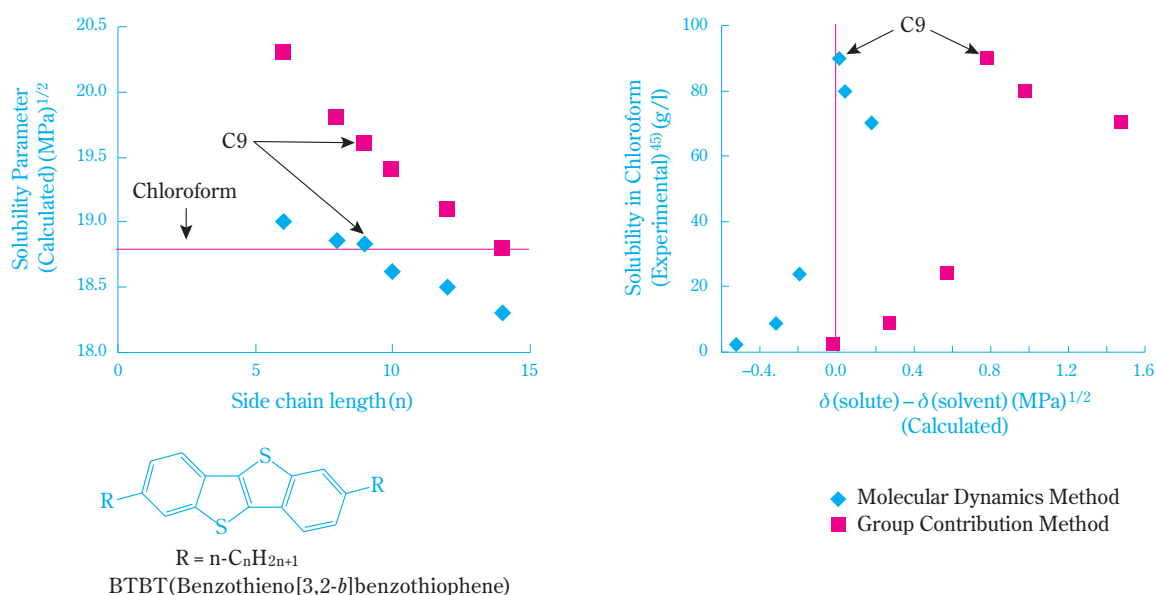 20.5
20.0
19.5
19.0
18.5
18.0
Solubility Parameter
(Calculated) (MPa)1/2
C9
Chloroform
0
5
10
15
Side chain length (n)
100
80
60
40
20
0
Solubility in Chloroform
(Experimental)45) (g/l)
C9
–0.4.
0.0
0.4
0.8
1.2
1.6
δ (solute) – δ (solvent) (MPa)1/2
(Calculated)
R
S
S
R
R = n-CnH2n+1
BTBT(Benzothieno[3,2-b]benzothiophene)
Molecular Dynamics Method
Group Contribution Method